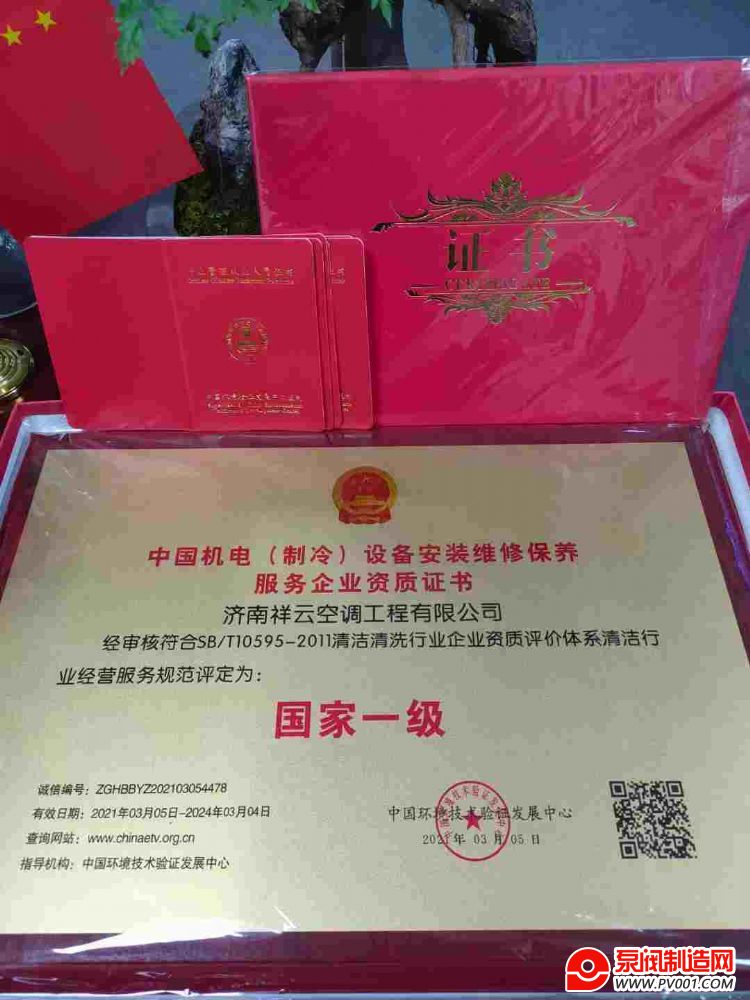 证书
CERTIFICATE
中国机电（制冷）设备安装维修保养
服务企业资质证书
济南祥云空调工程有限公司
经审核符合SB/T10595-2011清洁清洗行业企业资质评价体系清洁行
业经营服务规范评定为：
国家一级
诚信编号：ZGHBBYZ202103054478
有效日期：2021年03月05日-2024年03月04日
查询网站：www.chinaetv.org.cn
指导机构：中国环境技术验证发展中心
中国环境技术验证发展中心
2021年 03月 05日
泵阀制造网
WWW.PV001.COM